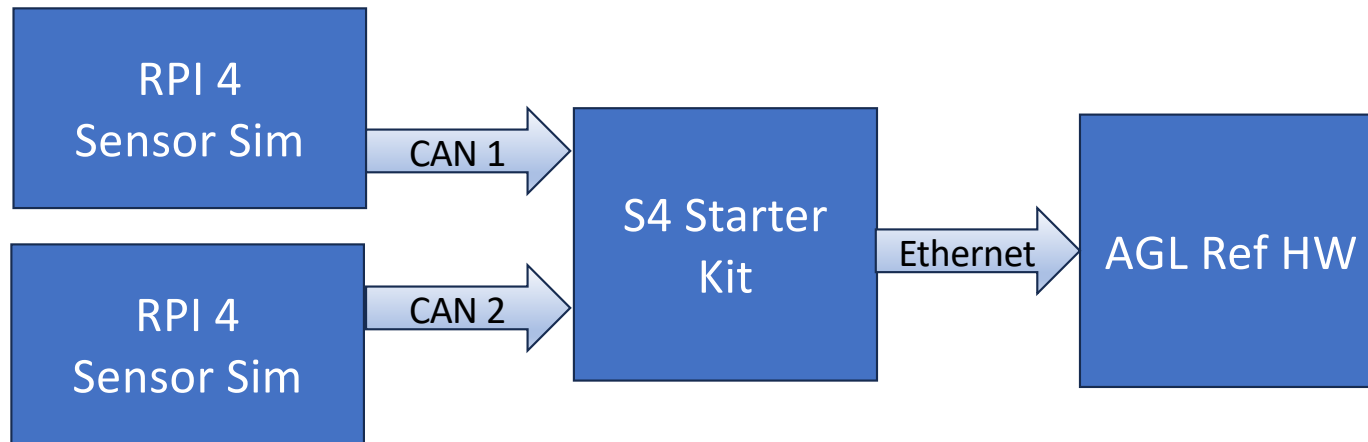 RPI 4
Sensor Sim
CAN 1
RPI 4
Sensor Sim
CAN 2
S4 Starter
Kit
Ethernet
AGL Ref HW